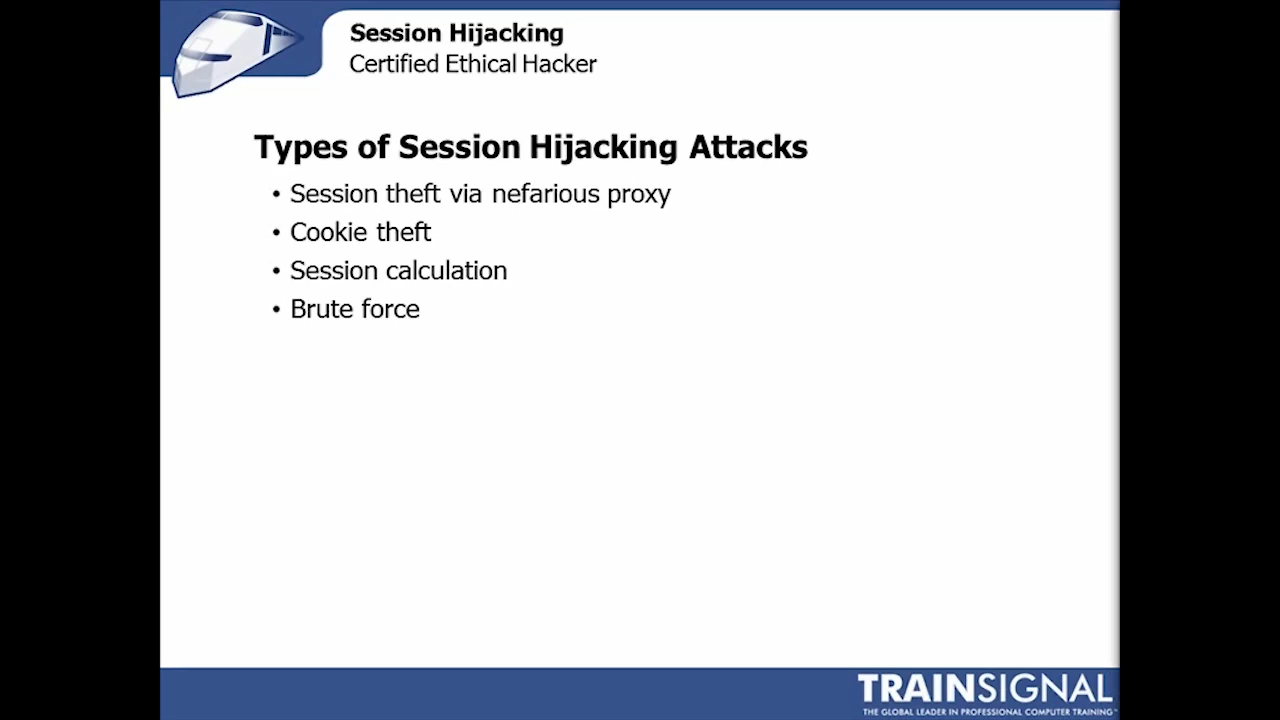 Session Hijacking
Certified Ethical Hacker
Types of Session Hijacking Attacks
• Session theft via nefarious proxy
• Cookie theft
• Session calculation
• Brute force
TRAINSIGNAL
THE GLOBAL LEADER IN PROFESSIONAL COMPUTER TRAINING™